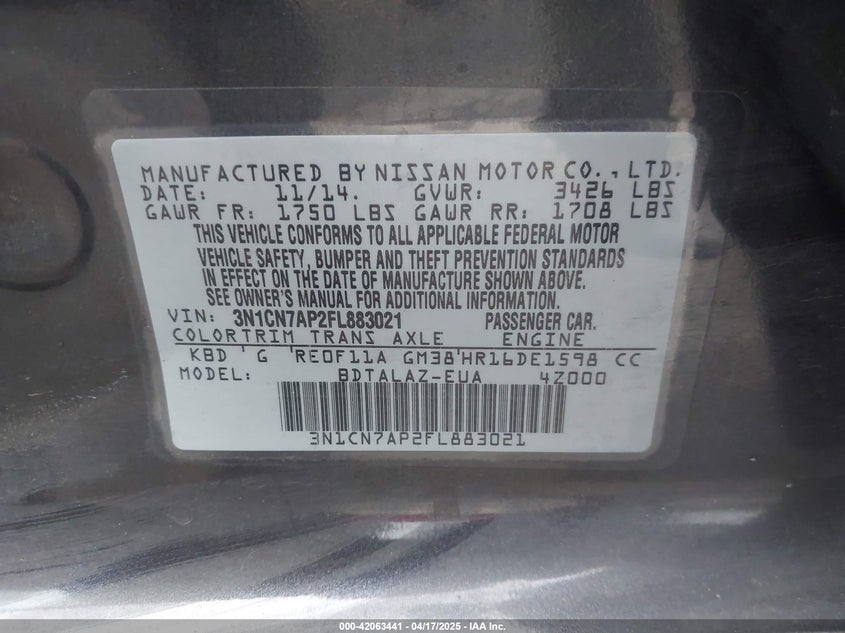 MANUFACTURED BY NISSAN MOTOR CO., LTD.
DATE: 11/14. GVWR: 3426 LBS
GAWR FR: 1750 LBS GAWR RR: 1708 LBS
THIS VEHICLE CONFORMS TO ALL APPLICABLE FEDERAL MOTOR
VEHICLE SAFETY, BUMPER AND THEFT PREVENTION STANDARDS
IN EFFECT ON THE DATE OF MANUFACTURE SHOWN ABOVE.
SEE OWNER'S MANUAL FOR ADDITIONAL INFORMATION.
VIN: 3N1CN7AP2FL883021 PASSENGER CAR.
COLOR TRIM TRANS AXLE ENGINE
KBD G RE0F11A GM38 HR16DE1598 CC
MODEL: BDTALAZ-EUA 4Z000
3N1CN7AP2FL883021
000-42063441 - 04/17/2025 - IAA Inc.